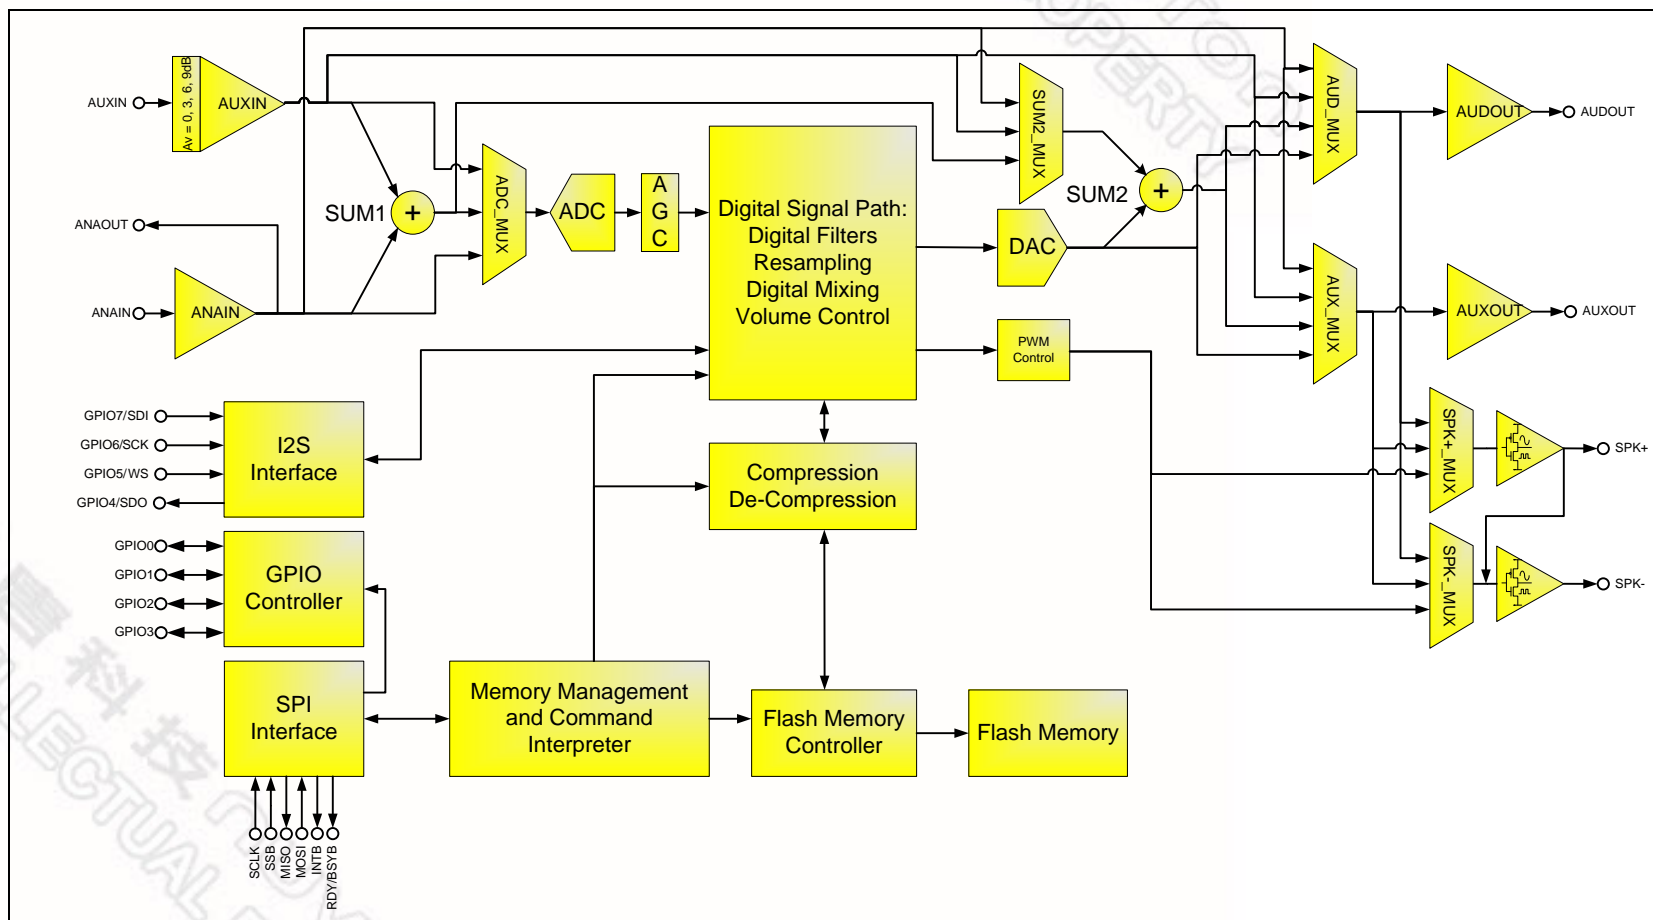 AUXIN
Av = 0, 3, 6, 9dB
AUXIN
ANAOUT
ANAIN
ANAIN
SUM1
+
ADC_MUX
ADC
A
G
C
Digital Signal Path:
Digital Filters
Resampling
Digital Mixing
Volume Control
SUM2_MUX
SUM2
+
DAC
PWM
Control
AUD_MUX
AUDOUT
AUDOUT
AUX_MUX
AUXOUT
AUXOUT
SPK+_MUX
SPK+
SPK-_MUX
SPK-
GPIO7/SDI
GPIO6/SCK
GPIO5/WS
GPIO4/SDO
I2S
Interface
Compression
De-Compression
GPIO0
GPIO1
GPIO2
GPIO3
GPIO
Controller
SPI
Interface
Memory Management
and Command
Interpreter
Flash Memory
Controller
Flash Memory
SCLK
SSB
MISO
MOSI
INTB
RDY/BSYB
PROPERTY
科技